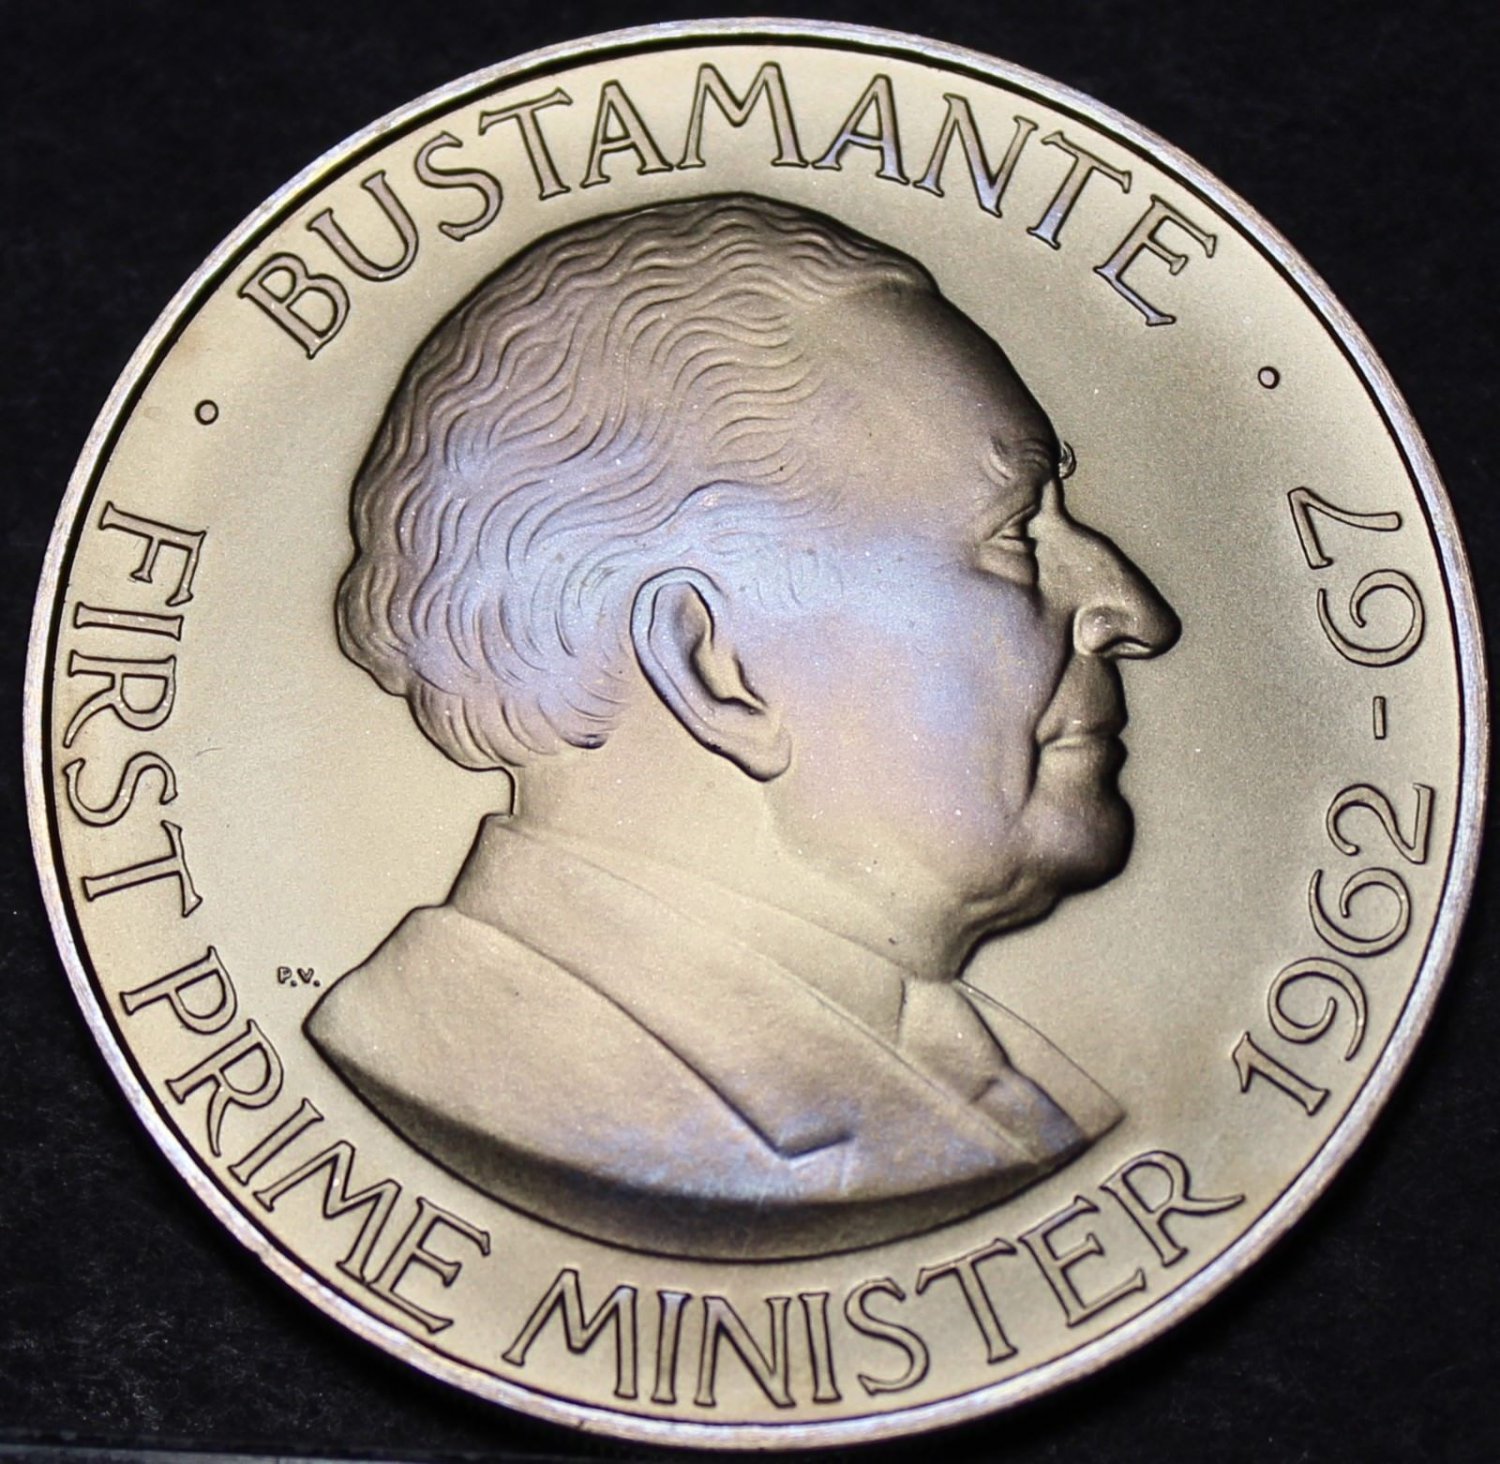 · BUSTAMANTE ·
FIRST PRIME MINISTER 1962-67
P.V.